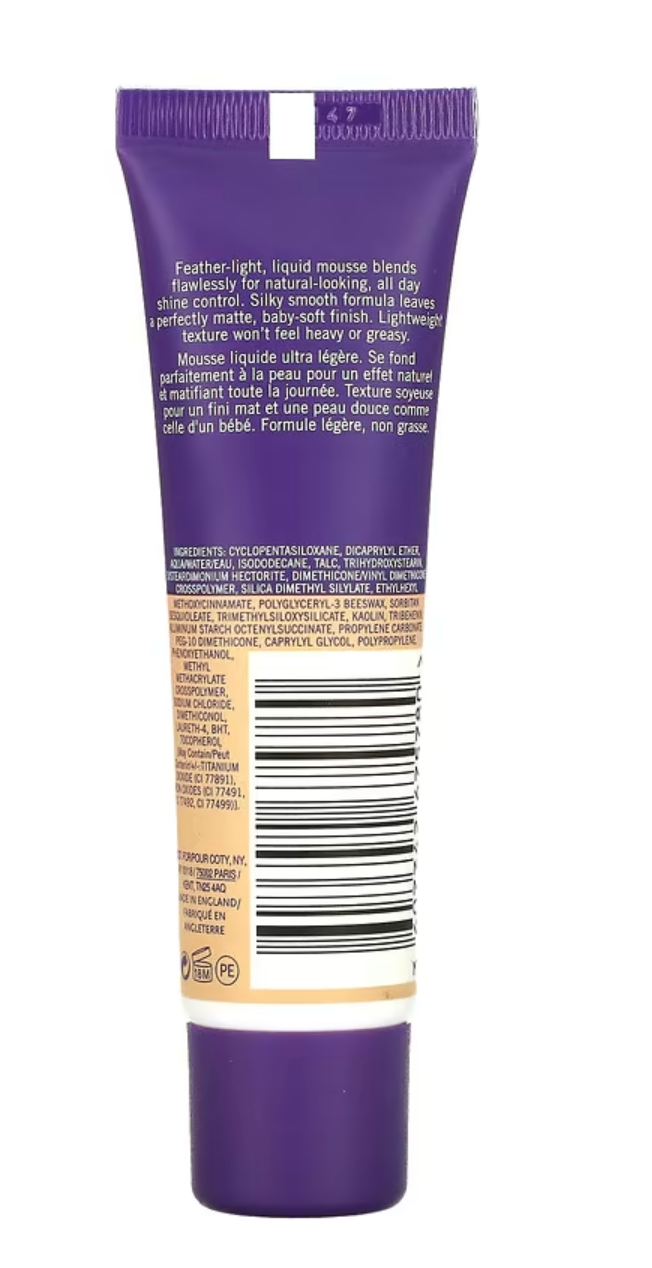 47
Feather-light, liquid mousse blends
flawlessly for natural-looking, all day
shine control. Silky smooth formula leaves
a perfectly matte, baby-soft finish. Lightweight
texture won't feel heavy or greasy.
Mousse liquide ultra légère. Se fond
parfaitement à la peau pour un effet naturel
et matifiant toute la journée. Texture soyeuse
pour un fini mat et une peau douce comme
celle d'un bébé. Formule légère, non grasse.
INGREDIENTS: CYCLOPENTASILOXANE, DICAPRYLYL ETHER,
AQUA/WATER/EAU, ISODODECANE, TALC, TRIHYDROXYSTEARIN,
HECTORITE, DIMETHICONE/VINYL DIMETHICONE
CROSSPOLYMER, SILICA DIMETHYL SILYLATE, ETHYLHEXYL
METHOXYCINNAMATE, POLYGLYCERYL-3 BEESWAX, SORBITAN
SESQUIOLEATE, TRIMETHYLSILOXYSILICATE, KAOLIN, TRIBEHENIN,
ALUMINUM STARCH OCTENYLSUCCINATE, PROPYLENE CARBONATE,
PEG-10 DIMETHICONE, CAPRYLYL GLYCOL, POLYPROPYLENE,
PHENOXYETHANOL,
METHYL
METHACRYLATE
CROSSPOLYMER,
SODIUM CHLORIDE,
DIMETHICONOL,
LAURETH-4, BHT,
TOCOPHEROL
[May Contain/Peut
Contenir/+/-:TITANIUM
DIOXIDE (CI 77891),
IRON OXIDES (CI 77491,
CI 77492, CI 77499)].
COTY, NY,
75002 PARIS /
KENT, TN25 4AQ
MADE IN ENGLAND/
FABRIQUÉ EN
ANGLETERRE
18M
PE